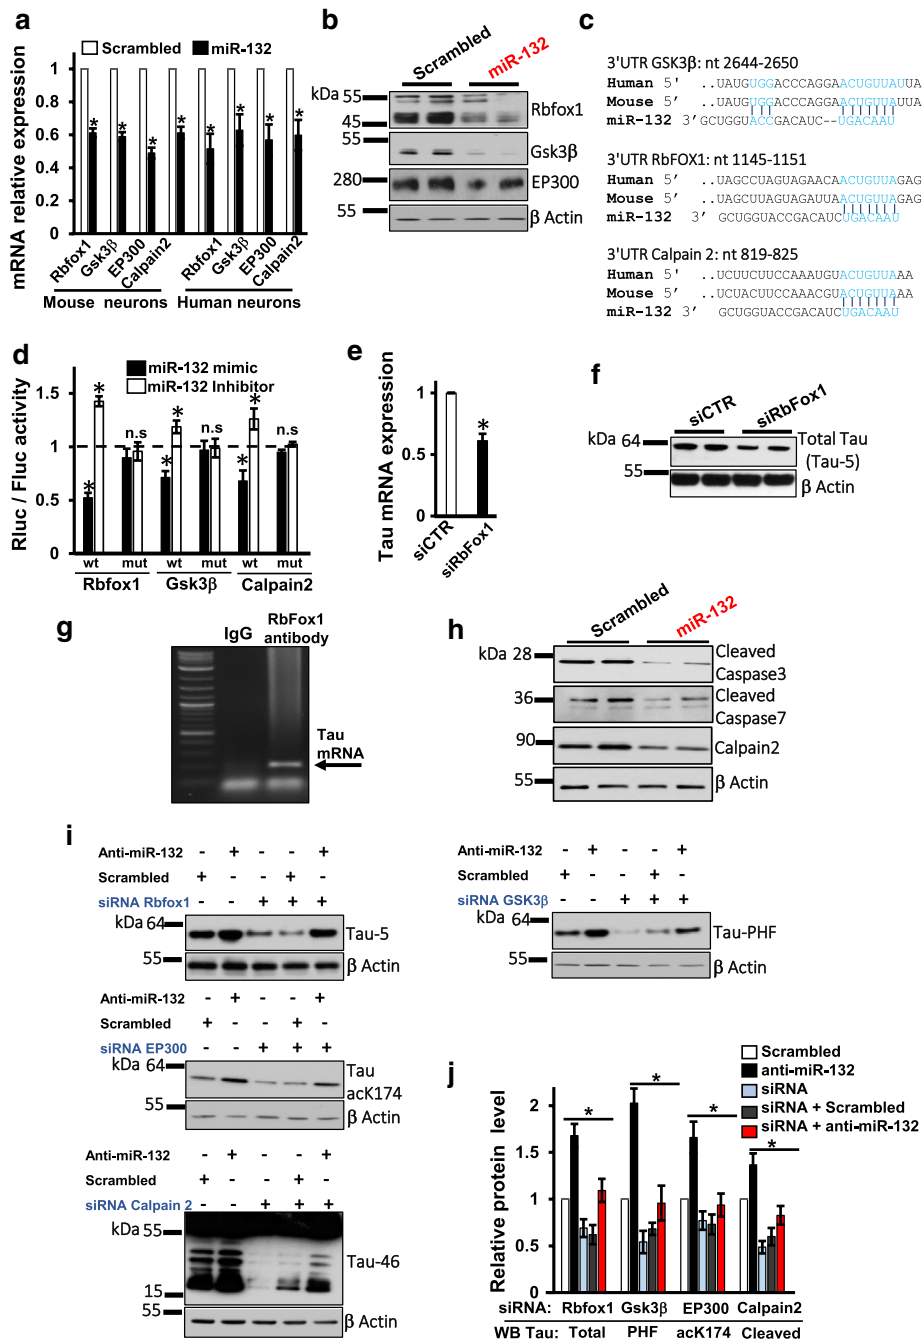 a
Scrambled miR-132
mRNA relative expression
1
0.8
0.6
0.4
0.2
0
* * * * * * *
Rbfox1 Gsk3β EP300 Calpain2 Rbfox1 Gsk3β EP300 Calpain2
Mouse neurons Human neurons
b
Scrambled miR-132
kDa 55
45
Rbfox1
Gsk3β
280
EP300
55
β Actin
c
3'UTR GSK3β: nt 2644-2650
Human 5' ..UAUGUGGACCCAGGAACUGUUAUUA
Mouse 5' ..UAUGUGGACCCAGGAACUGUUAUUA
miR-132 3'GCUGGUACCGACAUC--UGACAAU
3'UTR RbFOX1: nt 1145-1151
Human 5' ..UAGCCUAGUAGAACAACUGUUAGAG
Mouse 5' ..UAGCUUAGUAGAUUAACUGUUAGAG
miR-132 3' GCUGGUACCGACAUCUGACAAU
3'UTR Calpain 2: nt 819-825
Human 5' ..UCUUCUUCCAAAUGUACUGUUAAA
Mouse 5' ..UCUACUUCCAAACGUACUGUUAAA
miR-132 3' GCUGGUACCGACAUCUGACAAU
d
miR-132 mimic
miR-132 Inhibitor
Rluc / Fluc activity
1.5
1
0.5
0
* * n.s * * n.s * * n.s
wt mut wt mut wt mut
Rbfox1 Gsk3β Calpain2
e
Tau mRNA expression
1
0.5
0
*
siCTR siRbFox1
f
siCTR siRbFox1
kDa 64
Total Tau
(Tau-5)
55
β Actin
g
IgG RbFox1
antibody
Tau
mRNA
h
Scrambled miR-132
kDa 28
Cleaved
Caspase3
36
Cleaved
Caspase7
90
Calpain2
55
β Actin
i
Anti-miR-132 - + - - +
Scrambled + - - + -
siRNA Rbfox1 - - + + +
kDa 64
Tau-5
55
β Actin
Anti-miR-132 - + - - +
Scrambled + - - + -
siRNA GSK3β - - + + +
kDa 64
Tau-PHF
55
β Actin
Anti-miR-132 - + - - +
Scrambled + - - + -
siRNA EP300 - - + + +
kDa 64
Tau
acK174
55
β Actin
Anti-miR-132 - + - - +
Scrambled + - - + -
siRNA Calpain 2 - - + + +
kDa 55
Tau-46
15
55
β Actin
j
Scrambled
anti-miR-132
siRNA
siRNA + Scrambled
siRNA + anti-miR-132
Relative protein level
2
1.5
1
0.5
0
* * * *
siRNA: Rbfox1 Gsk3β EP300 Calpain2
WB Tau: Total PHF acK174 Cleaved